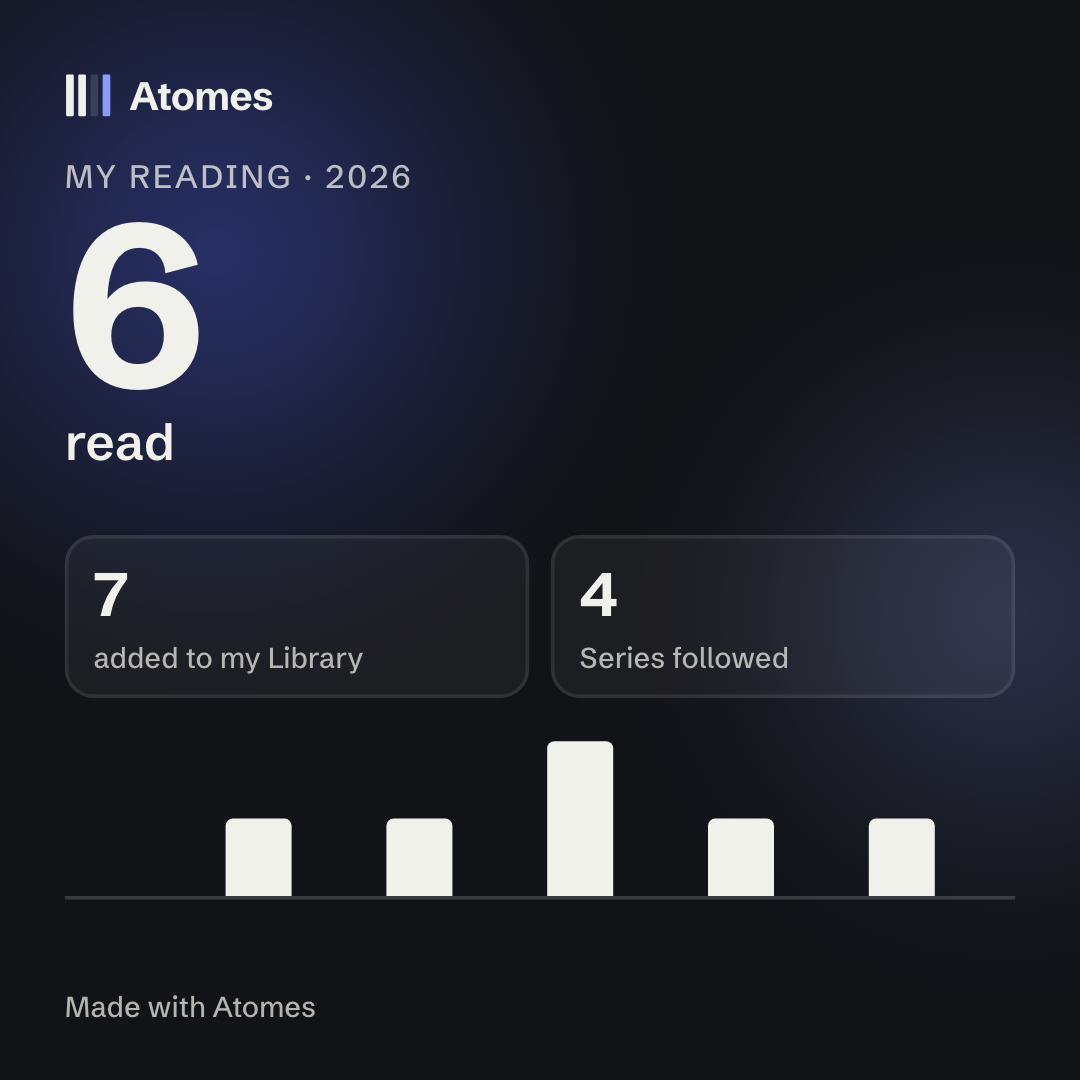 Atomes
MY READING · 2026
6
read
7
added to my Library
4
Series followed
Made with Atomes